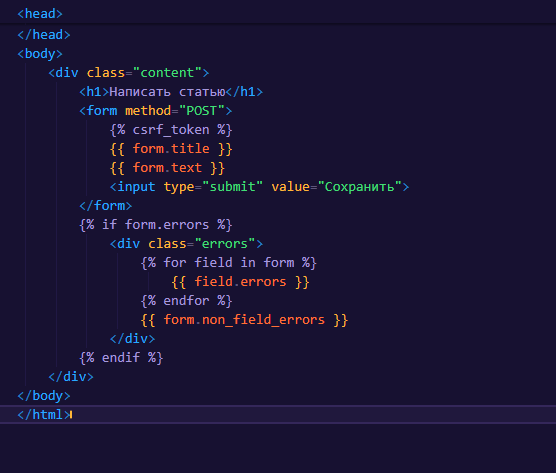 <head>
</head>
<body>
<div class="content">
<h1>Написать статью</h1>
<form method="POST">
{% csrf_token %}
{{ form.title }}
{{ form.text }}
<input type="submit" value="Сохранить">
</form>
{% if form.errors %}
<div class="errors">
{% for field in form %}
{{ field.errors }}
{% endfor %}
{{ form.non_field_errors }}
</div>
{% endif %}
</div>
</body>
</html>